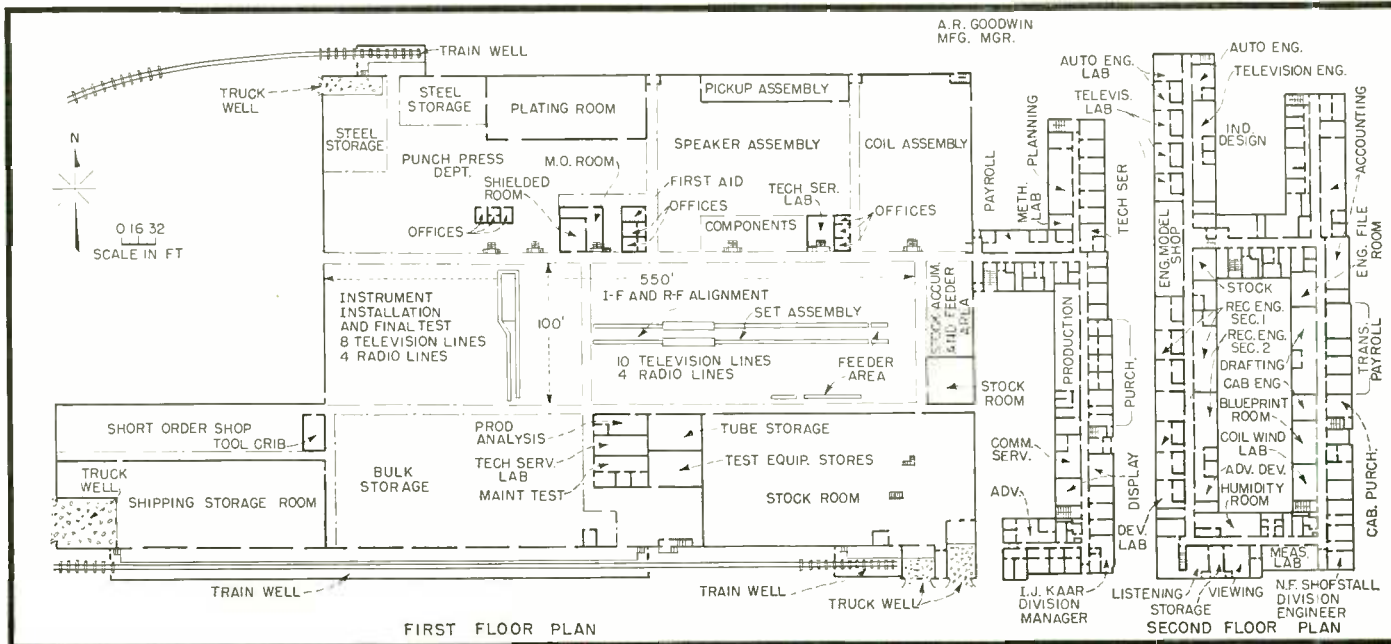 A.R. GOODWIN
MFG. MGR.
TRAIN WELL
TRUCK
WELL
STEEL
STORAGE
PLATING ROOM
PICKUP ASSEMBLY
STEEL
STORAGE
PUNCH PRESS
DEPT.
M.O. ROOM
SHIELDED
ROOM
OFFICES
SPEAKER ASSEMBLY
COIL ASSEMBLY
FIRST AID
OFFICES
TECH SER.
LAB
COMPONENTS
OFFICES
N
0 16 32
SCALE IN FT
PAYROLL
METH. PLANNING
LAB
TECH SER
550'
100'
INSTRUMENT
INSTALLATION
AND FINAL TEST
8 TELEVISION LINES
4 RADIO LINES
I-F AND R-F ALIGNMENT
SET ASSEMBLY
10 TELEVISION LINES
4 RADIO LINES
FEEDER
AREA
STOCK ACCUM.
AND FEEDER
AREA
STOCK
ROOM
PRODUCTION
PURCH.
SHORT ORDER SHOP
TOOL CRIB
TRUCK
WELL
SHIPPING STORAGE ROOM
BULK
STORAGE
PROD
ANALYSIS
TECH SERV.
LAB
MAINT TEST
TUBE STORAGE
TEST EQUIP. STORES
STOCK ROOM
COMM.
SERV.
DISPLAY
ADV.
TRAIN WELL
TRAIN WELL
TRUCK WELL
I.J. KAAR
DIVISION
MANAGER
FIRST FLOOR PLAN
AUTO ENG.
LAB
AUTO ENG.
TELEVISION ENG.
TELEVIS.
LAB
IND.
DESIGN
ACCOUNTING
ENG. FILE
ROOM
ENG. MODEL
SHOP
STOCK
REC ENG.
SEC. 1
REC. ENG.
SEC. 2
DRAFTING
CAB ENG
BLUEPRINT
ROOM
COIL WIND
LAB
ADV. DEV.
HUMIDITY
ROOM
TRANS.
PAYROLL
CAB. PURCH.
DEV.
LAB
MEAS.
LAB
LISTENING
STORAGE
VIEWING
N.F. SHOFSTALL
DIVISION
ENGINEER
SECOND FLOOR PLAN